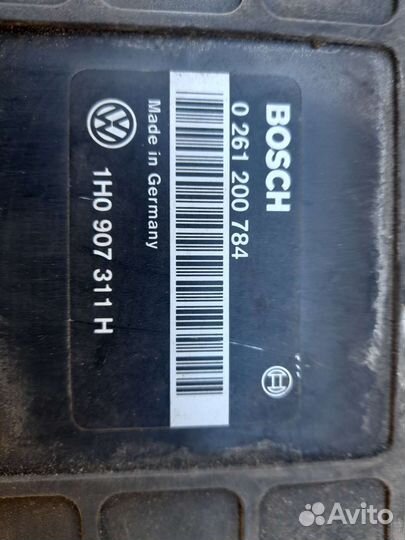 BOSCH
0 261 200 784
Made in Germany
1H0 907 311 H
Avito